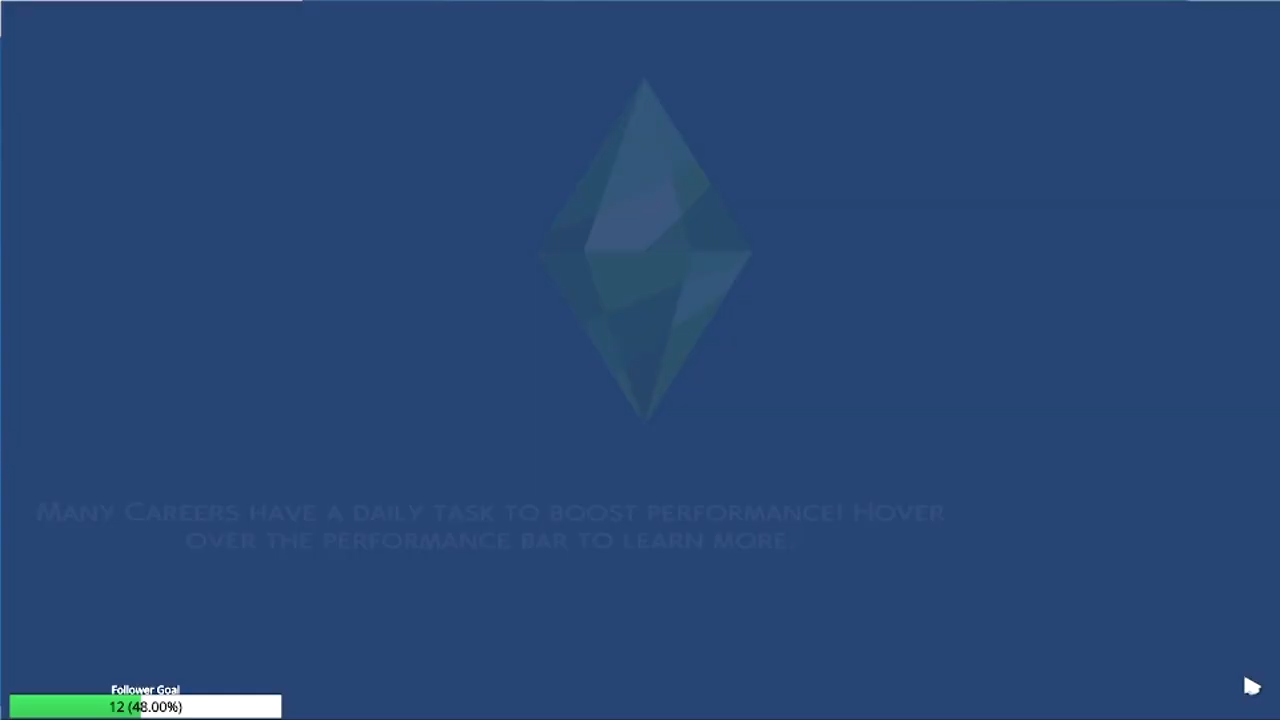 MANY CAREERS HAVE A DAILY TASK TO BOOST PERFORMANCE! HOVER
OVER THE PERFORMANCE BAR TO LEARN MORE.
Follower Goal
12 (48.00%)